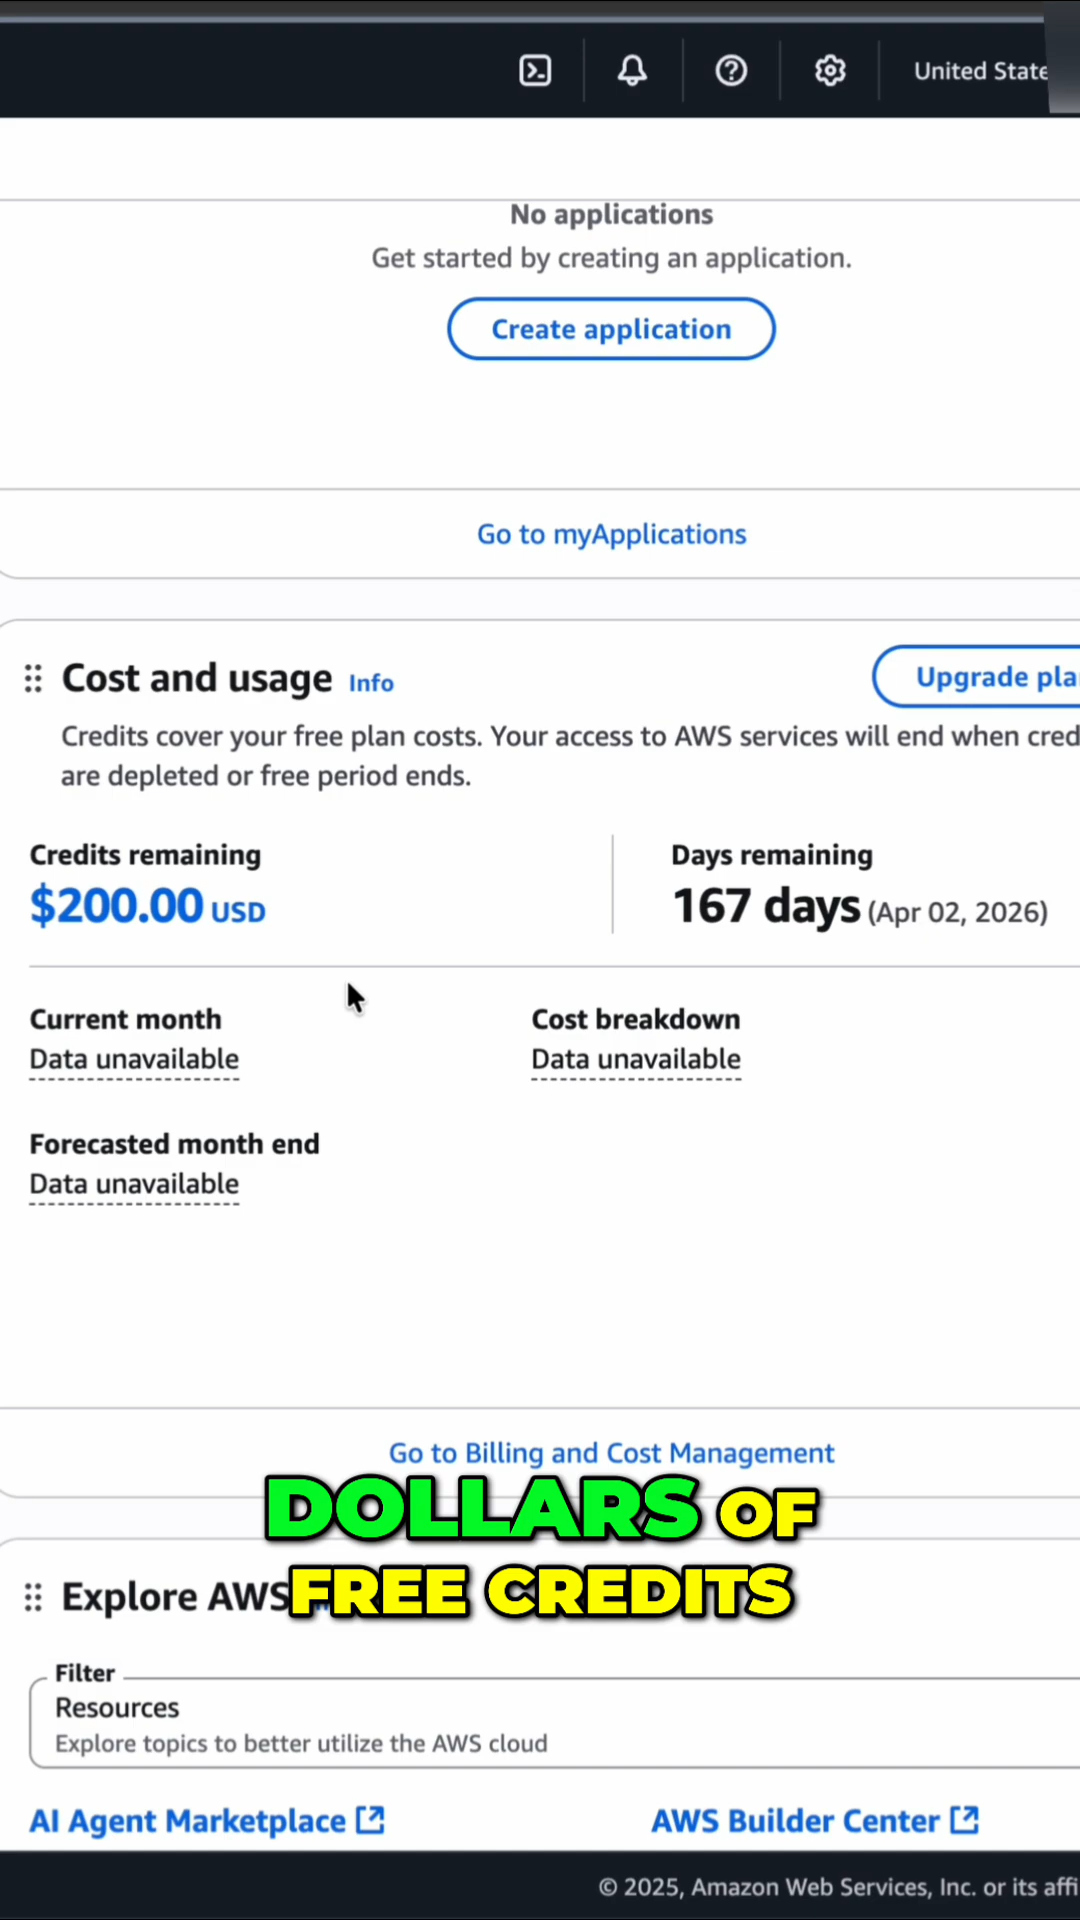 United State
No applications
Get started by creating an application.
Create application
Go to myApplications
Cost and usage Info
Upgrade pla
Credits cover your free plan costs. Your access to AWS services will end when cred
are depleted or free period ends.
Credits remaining
$200.00 USD
Days remaining
167 days (Apr 02, 2026)
Current month
Data unavailable
Cost breakdown
Data unavailable
Forecasted month end
Data unavailable
Go to Billing and Cost Management
DOLLARS OF
FREE CREDITS
Explore AWS
Filter
Resources
Explore topics to better utilize the AWS cloud
AI Agent Marketplace
AWS Builder Center
© 2025, Amazon Web Services, Inc. or its affi